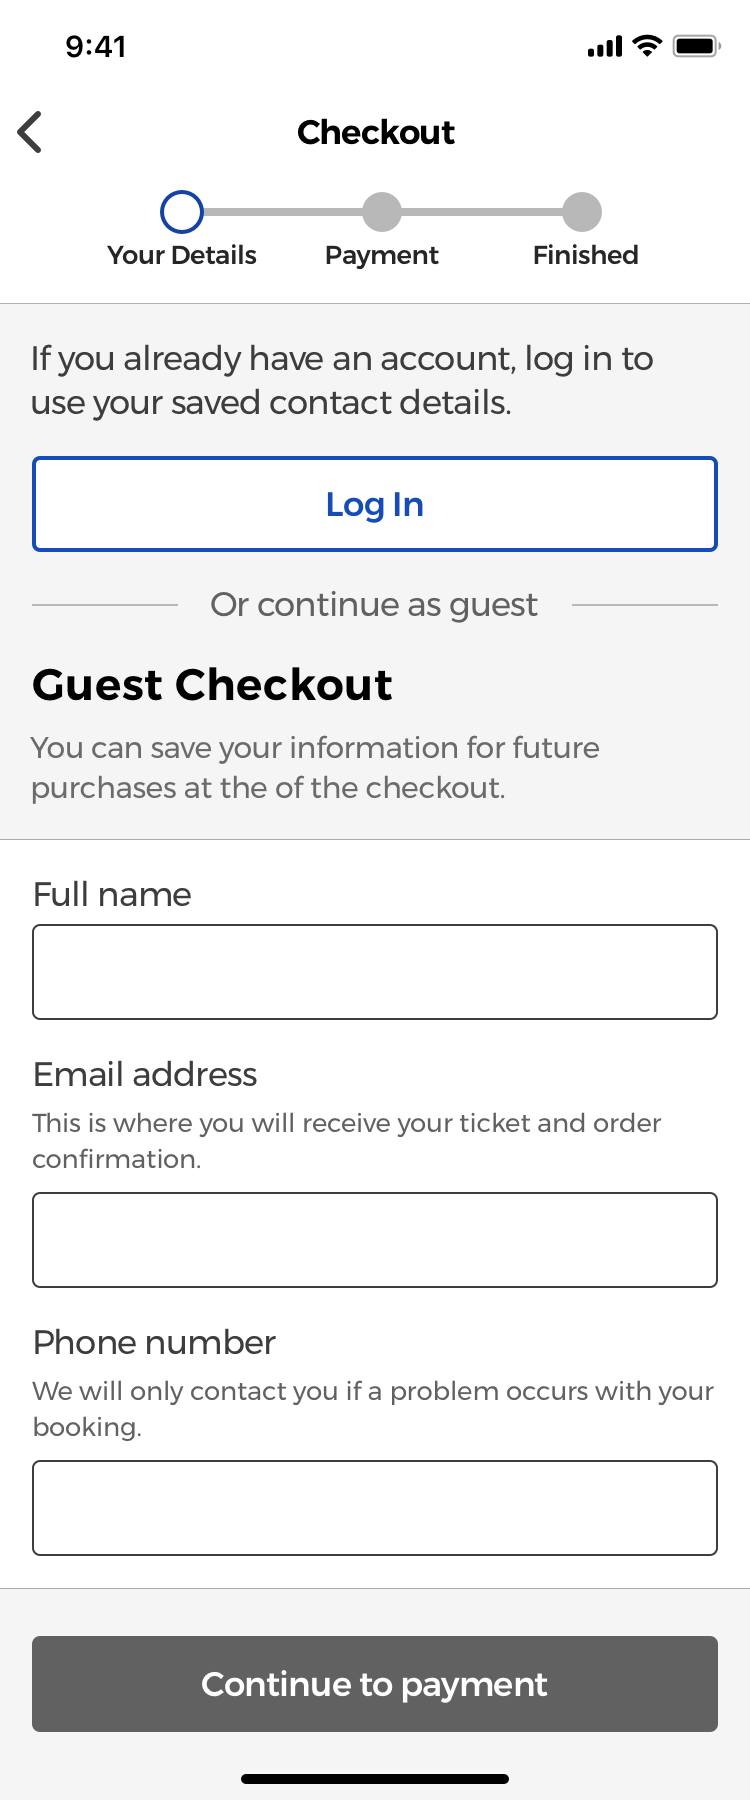 9:41
Checkout
Your Details Payment Finished
If you already have an account, log in to
use your saved contact details.
Log In
Or continue as guest
Guest Checkout
You can save your information for future
purchases at the of the checkout.
Full name
Email address
This is where you will receive your ticket and order
confirmation.
Phone number
We will only contact you if a problem occurs with your
booking.
Continue to payment